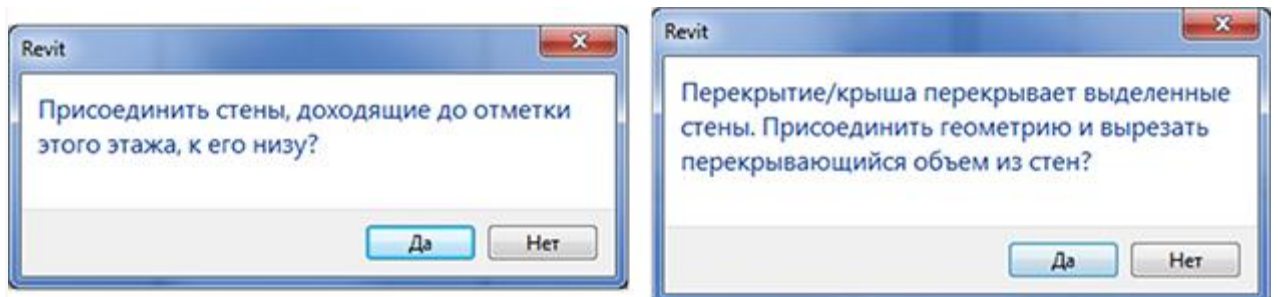 Revit
Присоединить стены, доходящие до отметки
этого этажа, к его низу?
Да
Нет
Revit
Перекрытие/крыша перекрывает выделенные
стены. Присоединить геометрию и вырезать
перекрывающийся объем из стен?
Да
Нет